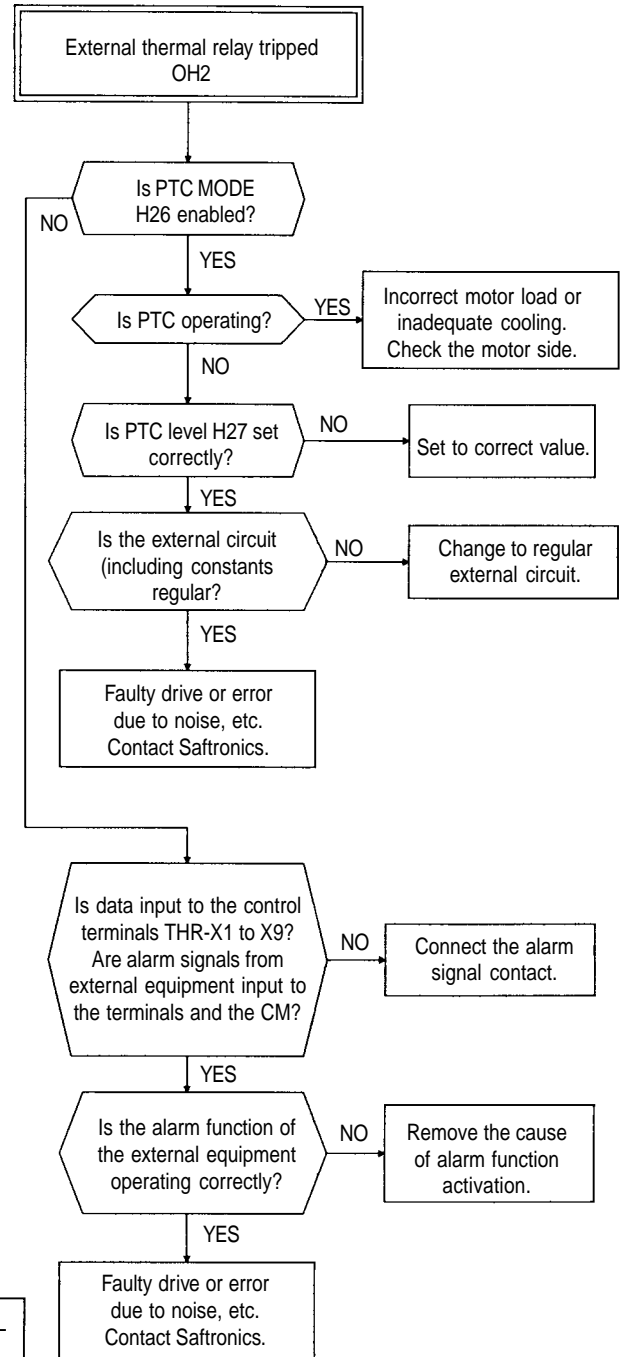 External thermal relay tripped
OH2
Is PTC MODE
H26 enabled?
NO
YES
Is PTC operating?
YES
Incorrect motor load or
inadequate cooling.
Check the motor side.
NO
Is PTC level H27 set
correctly?
NO
Set to correct value.
YES
Is the external circuit
(including constants
regular?
NO
Change to regular
external circuit.
YES
Faulty drive or error
due to noise, etc.
Contact Saftronics.
Is data input to the control
terminals THR-X1 to X9?
Are alarm signals from
external equipment input to
the terminals and the CM?
NO
Connect the alarm
signal contact.
YES
Is the alarm function of
the external equipment
operating correctly?
NO
Remove the cause
of alarm function
activation.
YES
Faulty drive or error
due to noise, etc.
Contact Saftronics.